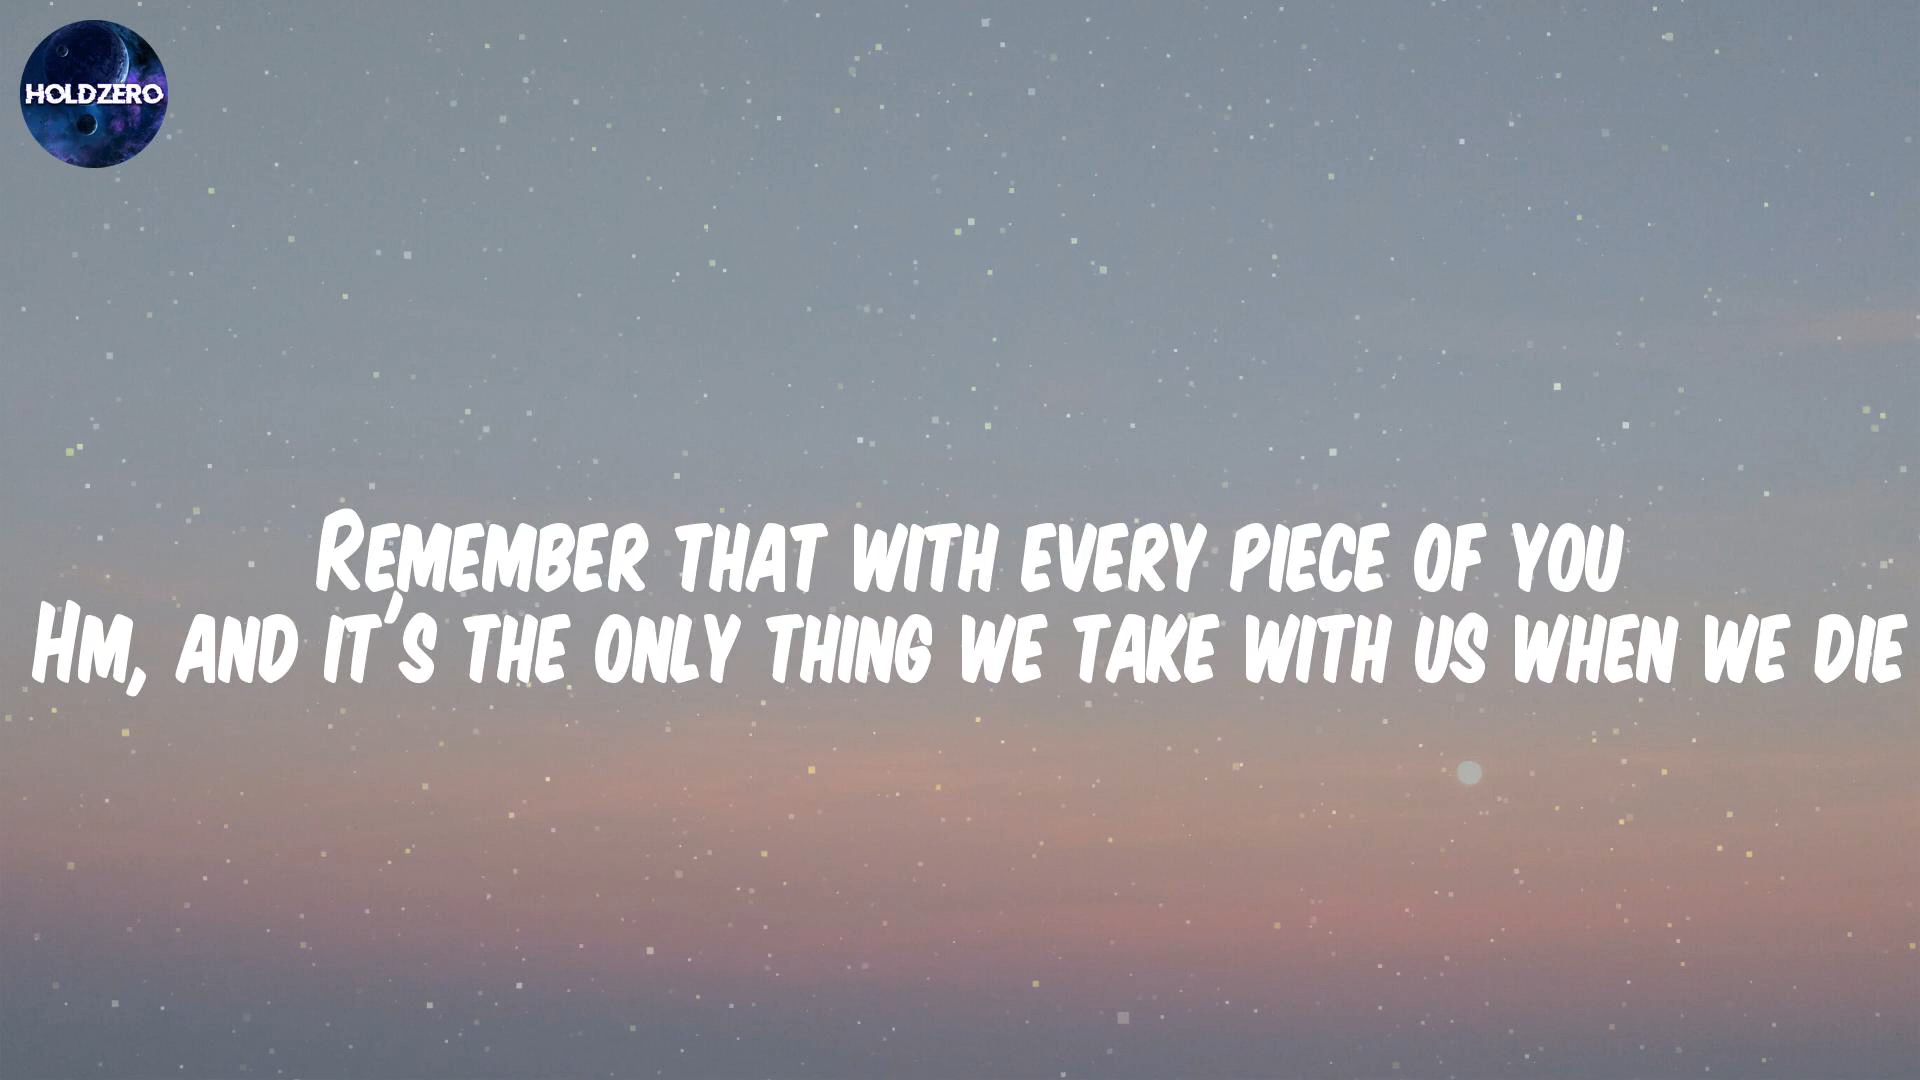 HOLDZERO
Remember that with every piece of you
Hm, and it's the only thing we take with us when we die